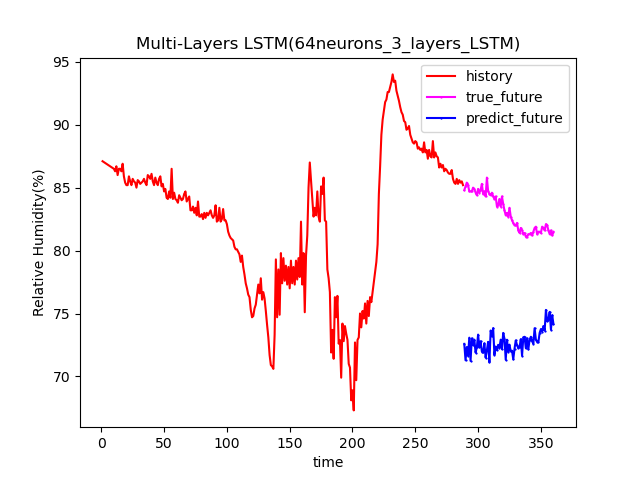 Multi-Layers LSTM(64neurons_3_layers_LSTM)
history
true_future
predict_future
95
90
85
80
75
70
Relative Humidity(%)
0 50 100 150 200 250 300 350
time